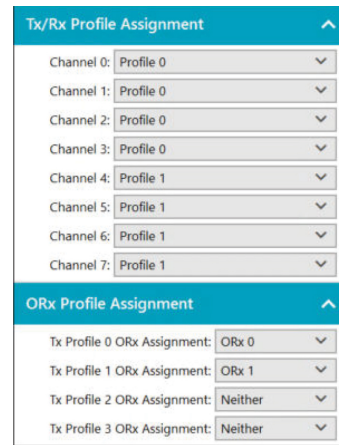 Tx/Rx Profile Assignment
Channel 0: Profile 0
Channel 1: Profile 0
Channel 2: Profile 0
Channel 3: Profile 0
Channel 4: Profile 1
Channel 5: Profile 1
Channel 6: Profile 1
Channel 7: Profile 1
ORx Profile Assignment
Tx Profile 0 ORx Assignment: ORx 0
Tx Profile 1 ORx Assignment: ORx 1
Tx Profile 2 ORx Assignment: Neither
Tx Profile 3 ORx Assignment: Neither